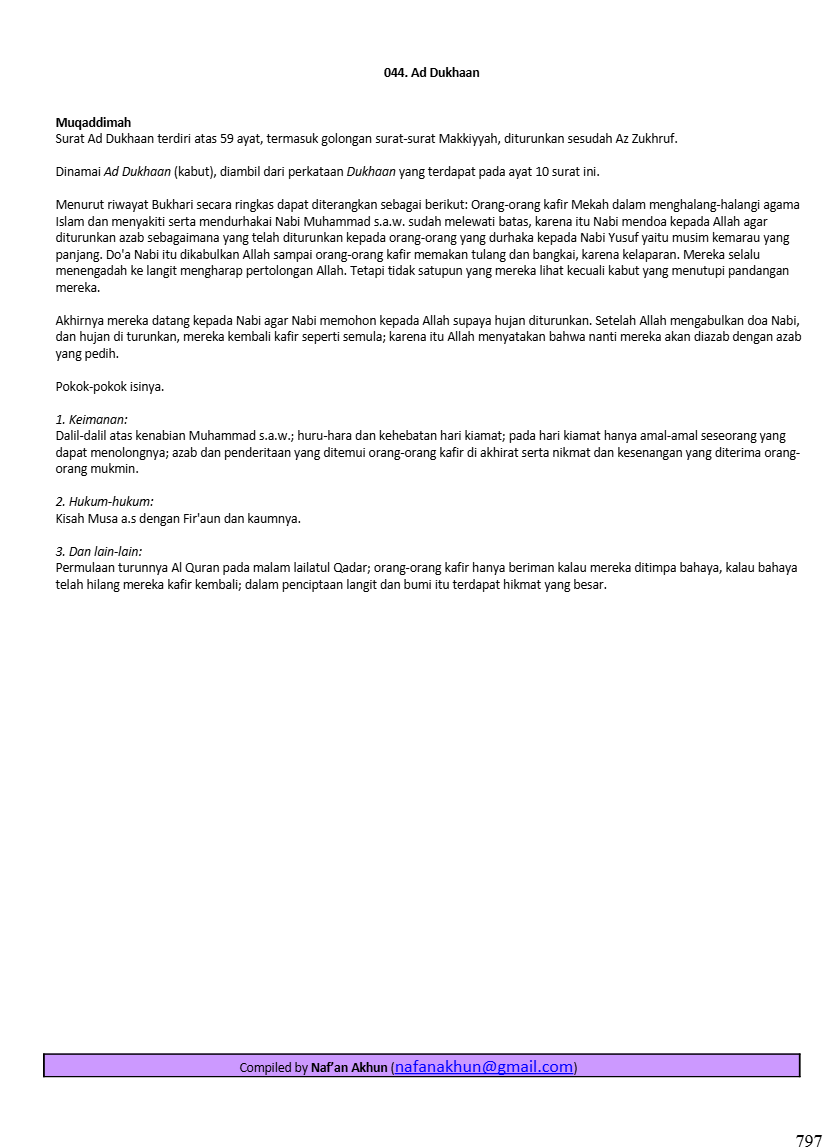 044. Ad Dukhaan
Muqaddimah
Surat Ad Dukhaan terdiri atas 59 ayat, termasuk golongan surat-surat Makkiyyah, diturunkan sesudah Az Zukhruf.
Dinamai Ad Dukhaan (kabut), diambil dari perkataan Dukhaan yang terdapat pada ayat 10 surat ini.
Menurut riwayat Bukhari secara ringkas dapat diterangkan sebagai berikut: Orang-orang kafir Mekah dalam menghalang-halangi agama
Islam dan menyakiti serta mendurhakai Nabi Muhammad s.a.w. sudah melewati batas, karena itu Nabi mendoa kepada Allah agar
diturunkan azab sebagaimana yang telah diturunkan kepada orang-orang yang durhaka kepada Nabi Yusuf yaitu musim kemarau yang
panjang. Do'a Nabi itu dikabulkan Allah sampai orang-orang kafir memakan tulang dan bangkai, karena kelaparan. Mereka selalu
menengadah ke langit mengharap pertolongan Allah. Tetapi tidak satupun yang mereka lihat kecuali kabut yang menutupi pandangan
mereka.
Akhirnya mereka datang kepada Nabi agar Nabi memohon kepada Allah supaya hujan diturunkan. Setelah Allah mengabulkan doa Nabi,
dan hujan di turunkan, mereka kembali kafir seperti semula; karena itu Allah menyatakan bahwa nanti mereka akan diazab dengan azab
yang pedih.
Pokok-pokok isinya.
1. Keimanan:
Dalil-dalil atas kenabian Muhammad s.a.w.; huru-hara dan kehebatan hari kiamat; pada hari kiamat hanya amal-amal seseorang yang
dapat menolongnya; azab dan penderitaan yang ditemui orang-orang kafir di akhirat serta nikmat dan kesenangan yang diterima orang-
orang mukmin.
2. Hukum-hukum:
Kisah Musa a.s dengan Fir'aun dan kaumnya.
3. Dan lain-lain:
Permulaan turunnya Al Quran pada malam lailatul Qadar; orang-orang kafir hanya beriman kalau mereka ditimpa bahaya, kalau bahaya
telah hilang mereka kafir kembali; dalam penciptaan langit dan bumi itu terdapat hikmat yang besar.
Compiled by Naf’an Akhun (nafanakhun@gmail.com)
797